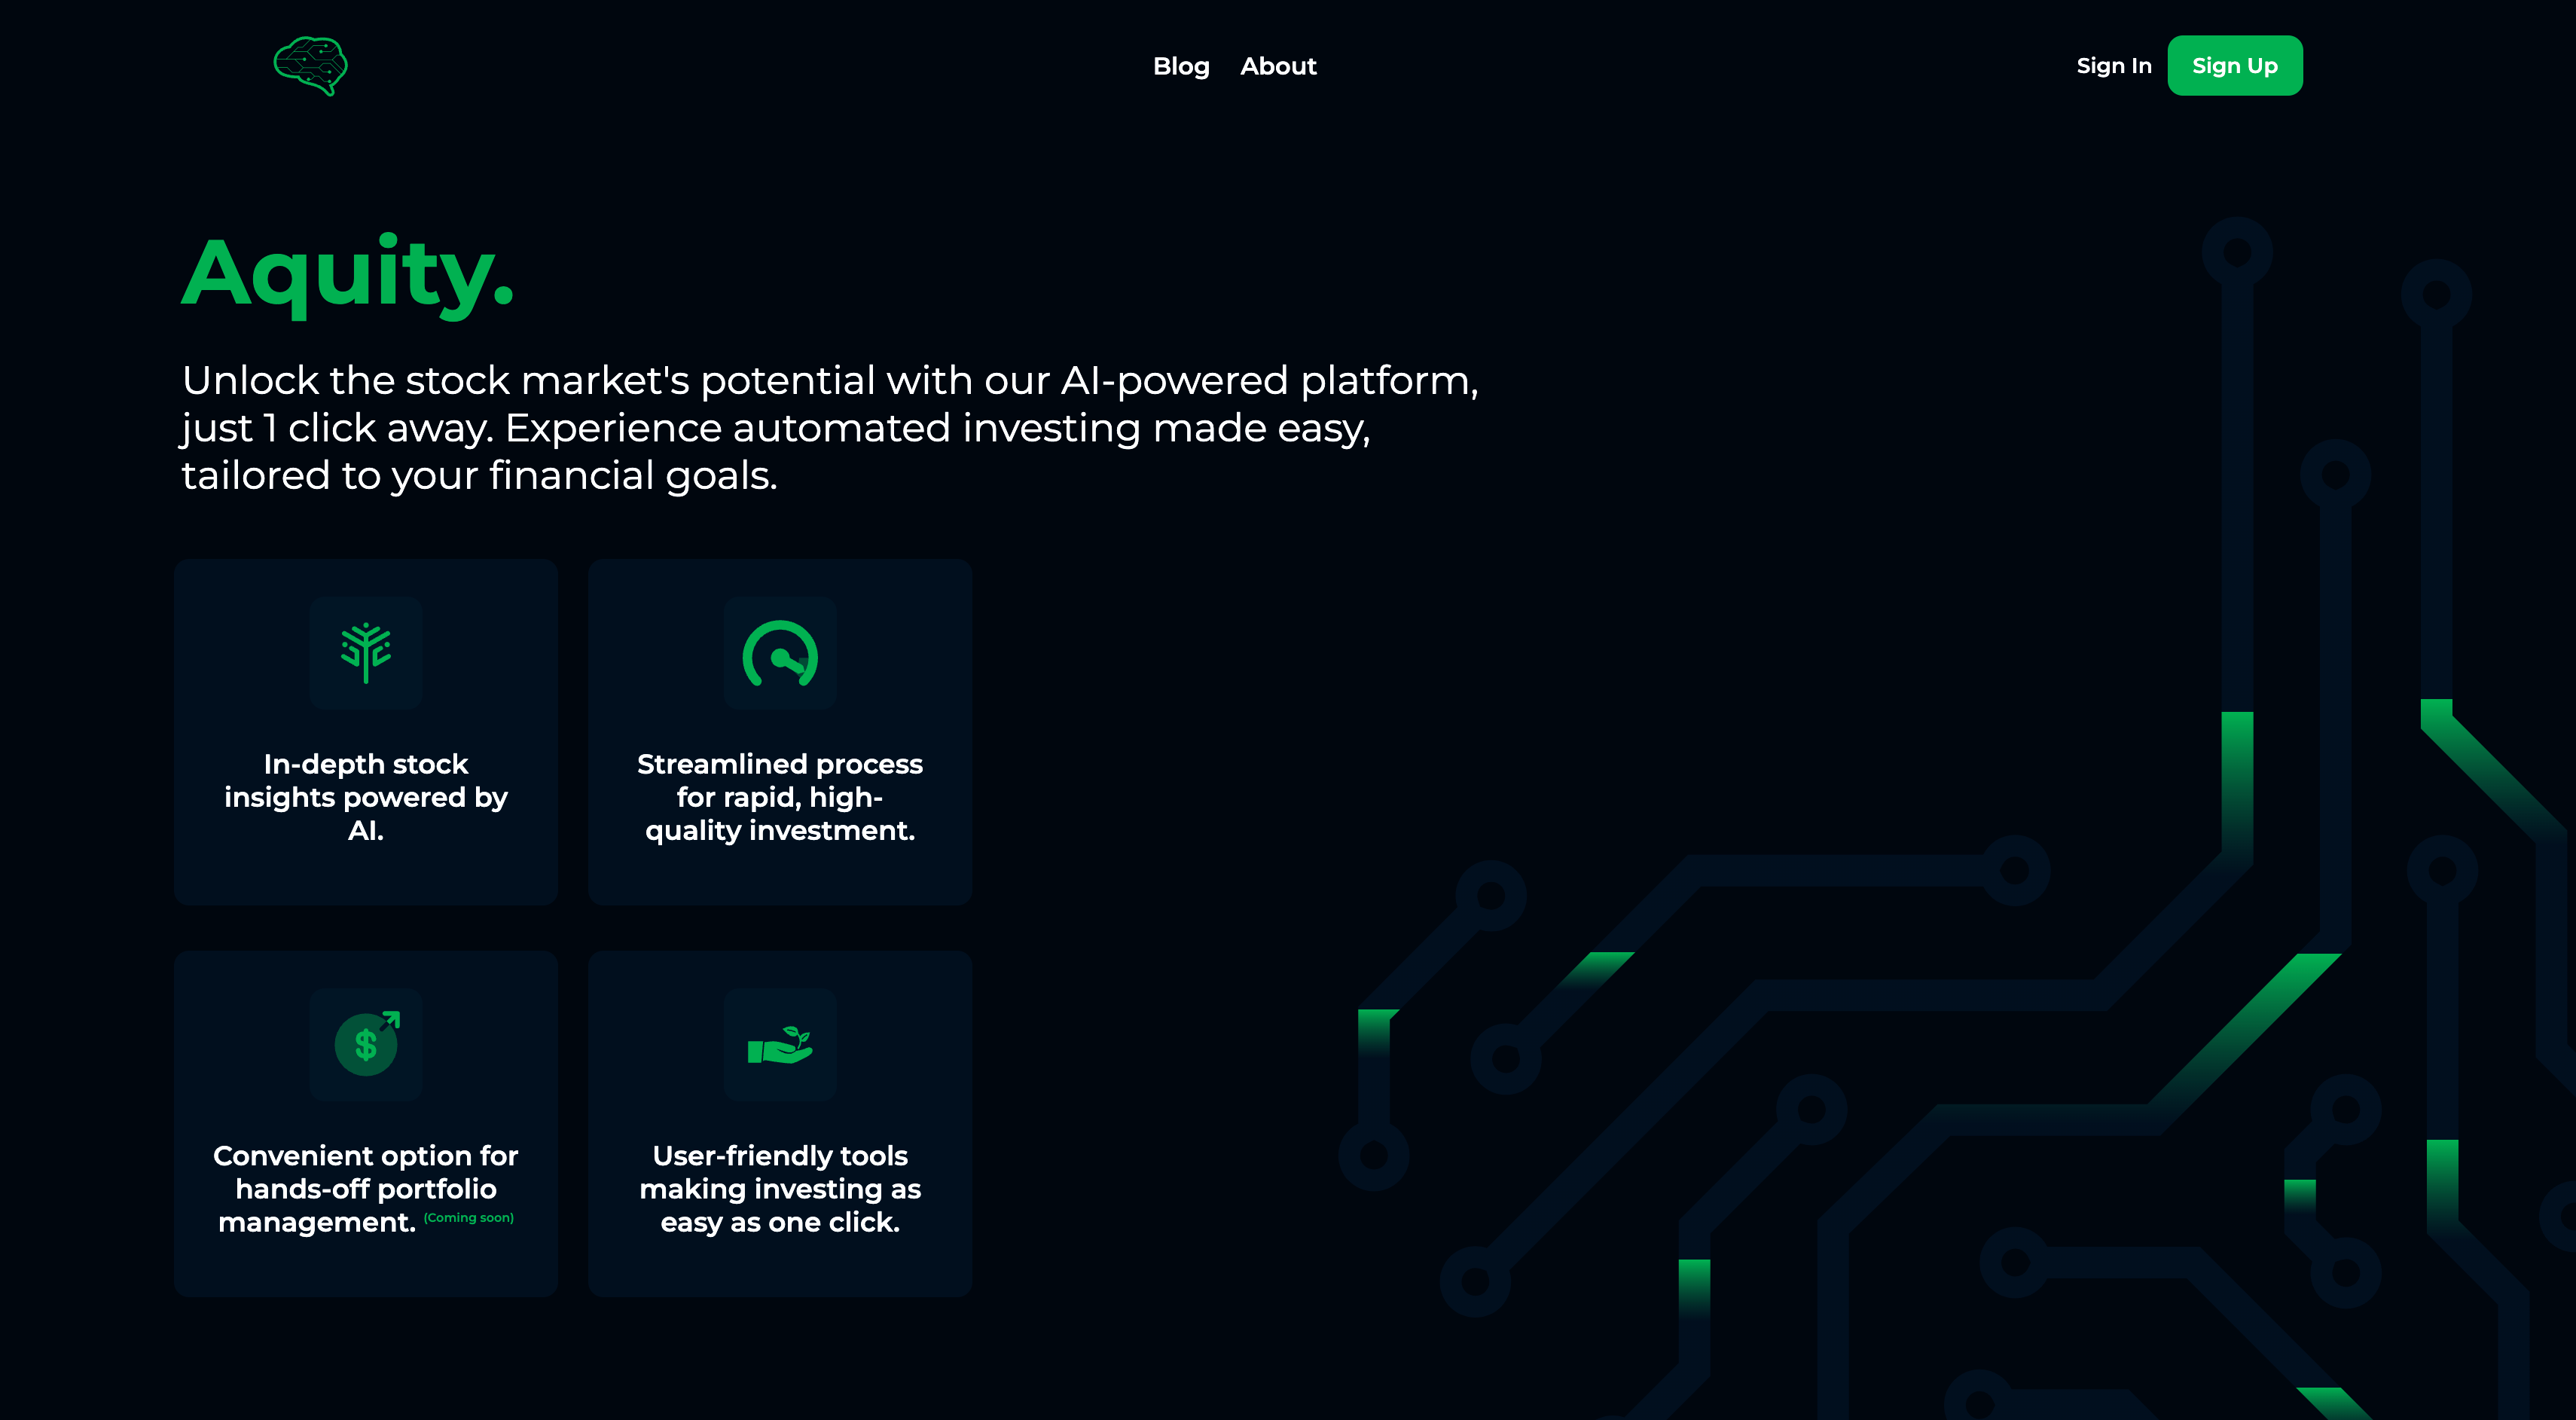 Blog About
Sign In Sign Up
Aquity.
Unlock the stock market's potential with our AI-powered platform,
just 1 click away. Experience automated investing made easy,
tailored to your financial goals.
In-depth stock
insights powered by
AI.
Streamlined process
for rapid, high-
quality investment.
$
Convenient option for
hands-off portfolio
management. (Coming soon)
User-friendly tools
making investing as
easy as one click.